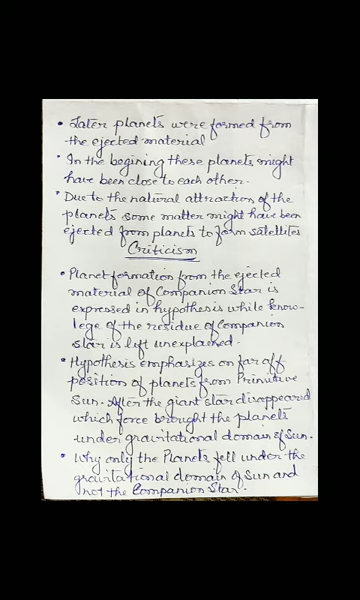 • Later planets were formed from
the ejected material
• In the begining these planets might
have been close to each other.
• Due to the natural attraction of the
planets some matter might have been
ejected from planets to form satellites
Criticism
• Planet formation from the ejected
material of Companion Star is
expressed in hypothesis while know-
lege of the residue of Companion
star is left unexplained.
• Hypothesis emphasizes on far off
position of planets from Primitive
Sun. After the giant star disappeared
which force brought the planets
under gravitational domain of Sun.
• Why only the Planets fell under the
gravitational domain of Sun and
not the Companion Star.